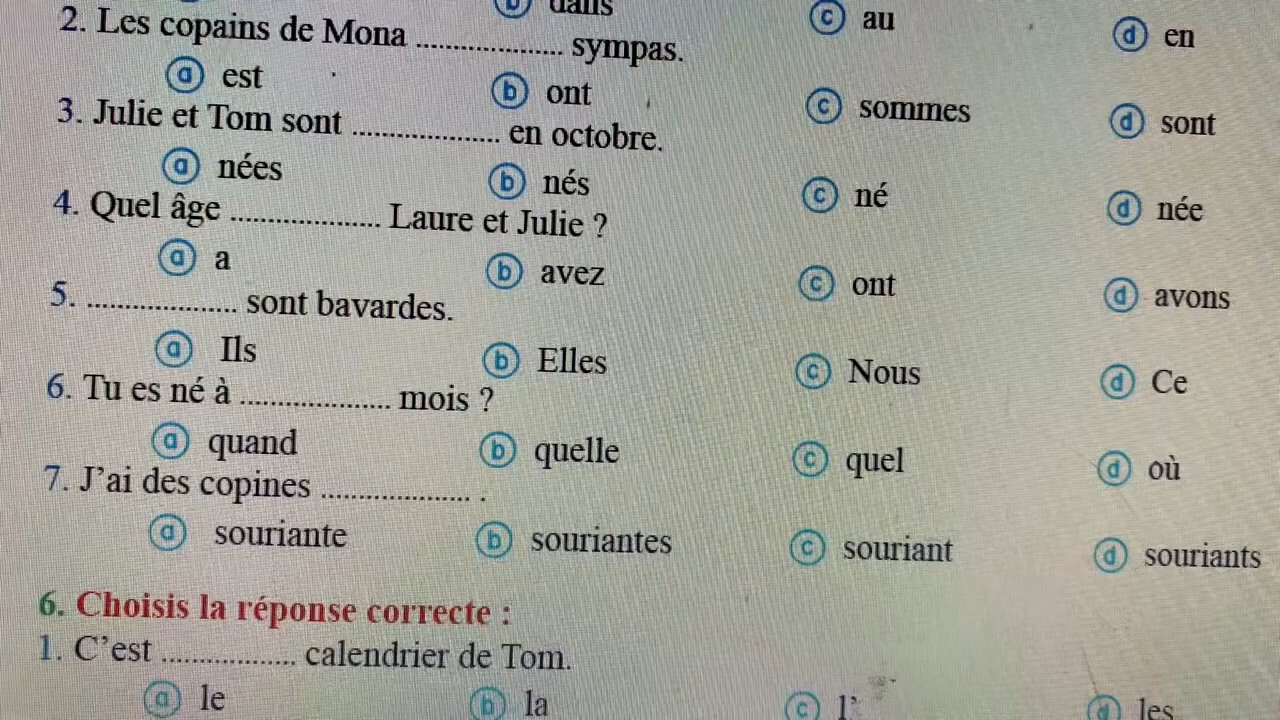 b dans
c au
d en
2. Les copains de Mona .................... sympas.
a est
b ont
c sommes
d sont
3. Julie et Tom sont .................... en octobre.
a nées
b nés
c né
d née
4. Quel âge .................... Laure et Julie ?
a a
b avez
c ont
d avons
5. .................... sont bavardes.
a Ils
b Elles
c Nous
d Ce
6. Tu es né à .................... mois ?
a quand
b quelle
c quel
d où
7. J'ai des copines .................... .
a souriante
b souriantes
c souriant
d souriants
6. Choisis la réponse correcte :
1. C'est .................. calendrier de Tom.
a le
b la
c l'
d les